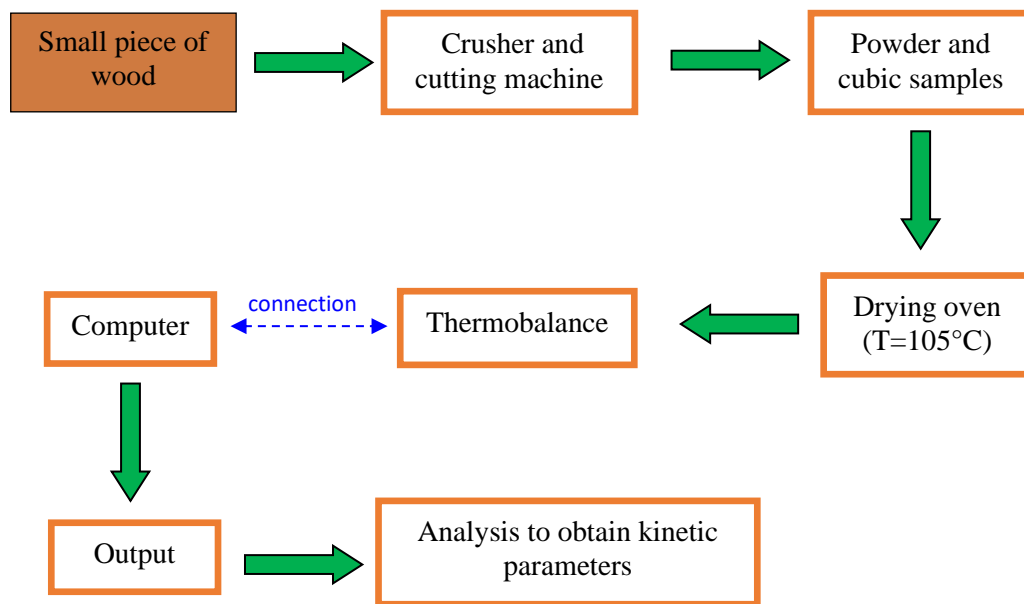 Small piece of
wood
Crusher and
cutting machine
Powder and
cubic samples
Drying oven
(T=105°C)
Thermobalance
connection
Computer
Output
Analysis to obtain kinetic
parameters